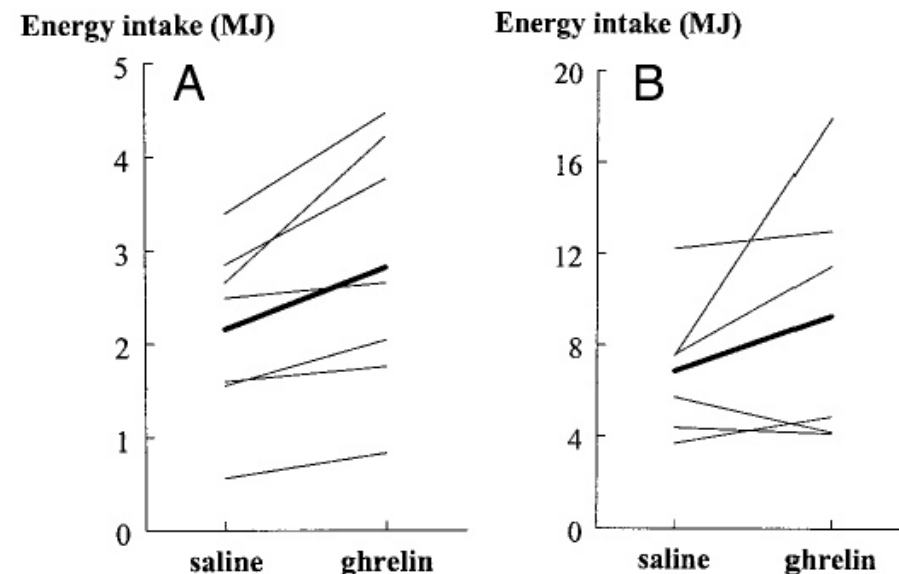 Energy intake (MJ)
A
5
4
3
2
1
0
saline ghrelin
Energy intake (MJ)
B
20
16
12
8
4
0
saline ghrelin